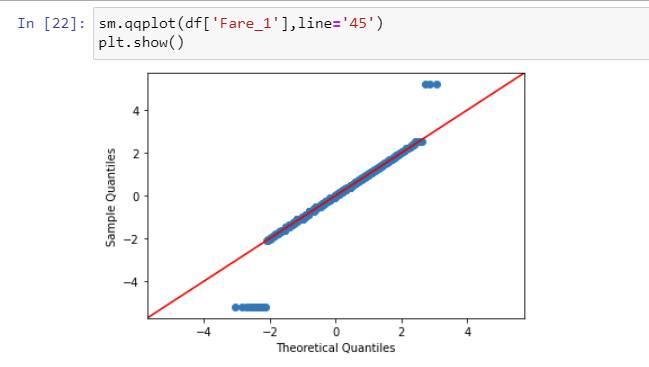 In [22]: sm.qqplot(df['Fare_1'],line='45')
plt.show()
4
2
0
−2
−4
Sample Quantiles
−4 −2 0 2 4
Theoretical Quantiles